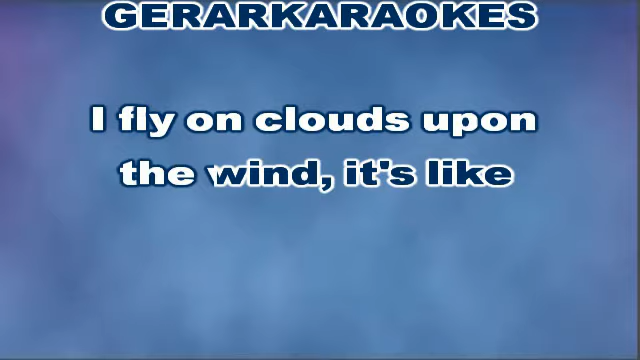 GERARKARAOKES
I fly on clouds upon
the wind, it's like